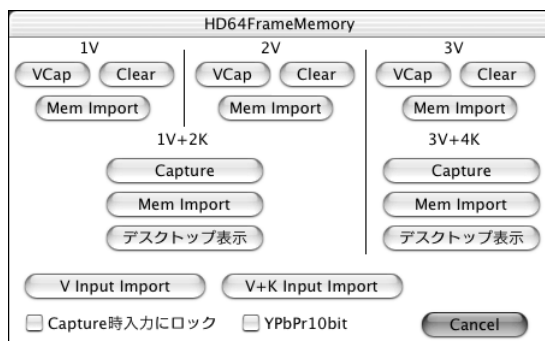 HD64FrameMemory
1V 2V 3V
VCap Clear VCap Clear VCap Clear
Mem Import Mem Import Mem Import
1V+2K 3V+4K
Capture Capture
Mem Import Mem Import
デスクトップ表示 デスクトップ表示
V Input Import V+K Input Import
Capture時入力にロック YPbPr10bit Cancel